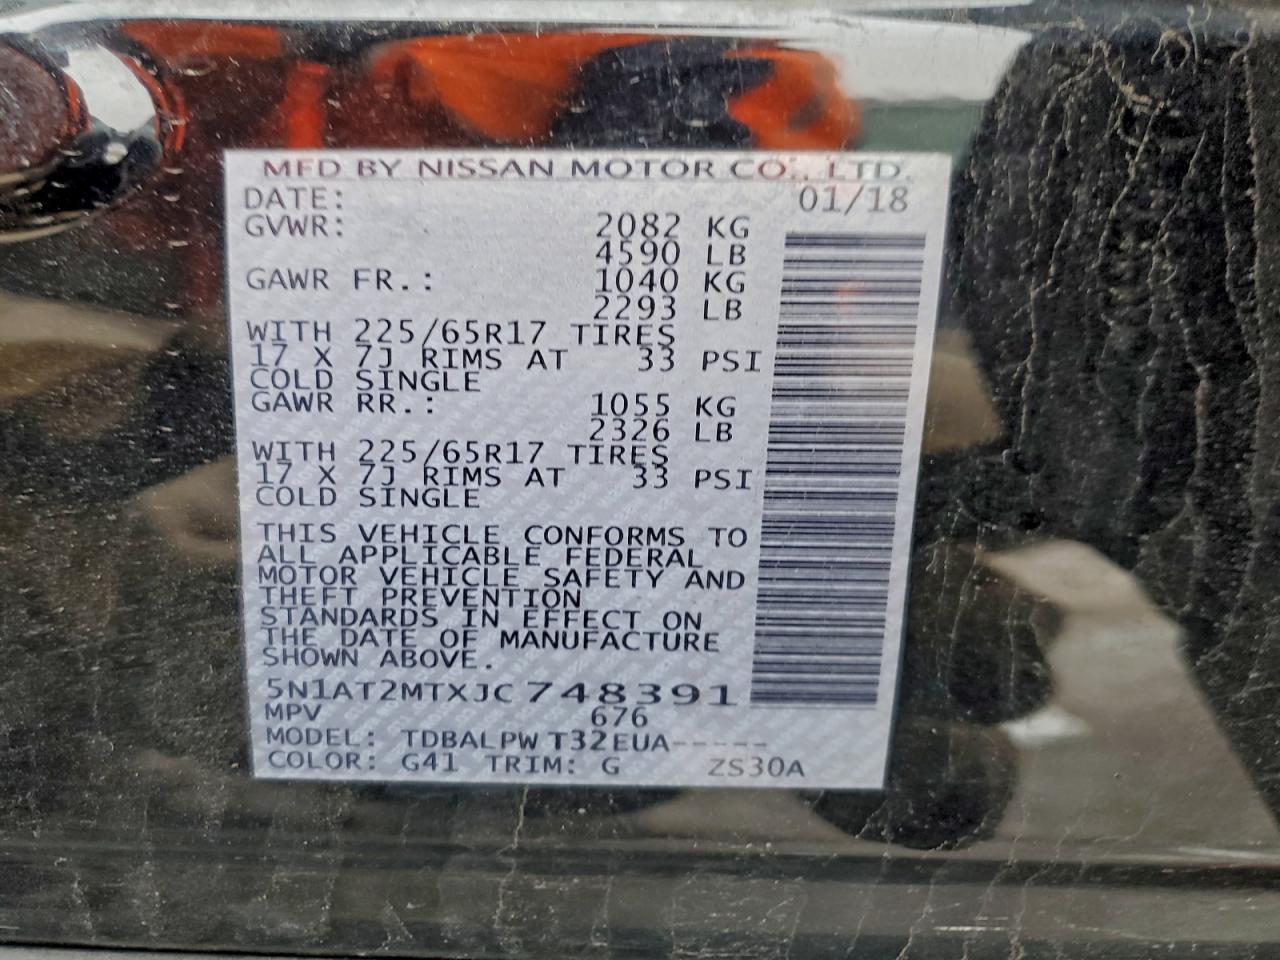 MFD BY NISSAN MOTOR CO., LTD.
DATE: 01/18
GVWR: 2082 KG
4590 LB
GAWR FR.: 1040 KG
2293 LB
WITH 225/65R17 TIRES
17 X 7J RIMS AT 33 PSI
COLD SINGLE
GAWR RR.: 1055 KG
2326 LB
WITH 225/65R17 TIRES
17 X 7J RIMS AT 33 PSI
COLD SINGLE
THIS VEHICLE CONFORMS TO
ALL APPLICABLE FEDERAL
MOTOR VEHICLE SAFETY AND
THEFT PREVENTION
STANDARDS IN EFFECT ON
THE DATE OF MANUFACTURE
SHOWN ABOVE.
5N1AT2MTXJC748391
MPV 676
MODEL: TDBALPWT32EUA-----
COLOR: G41 TRIM: G ZS30A